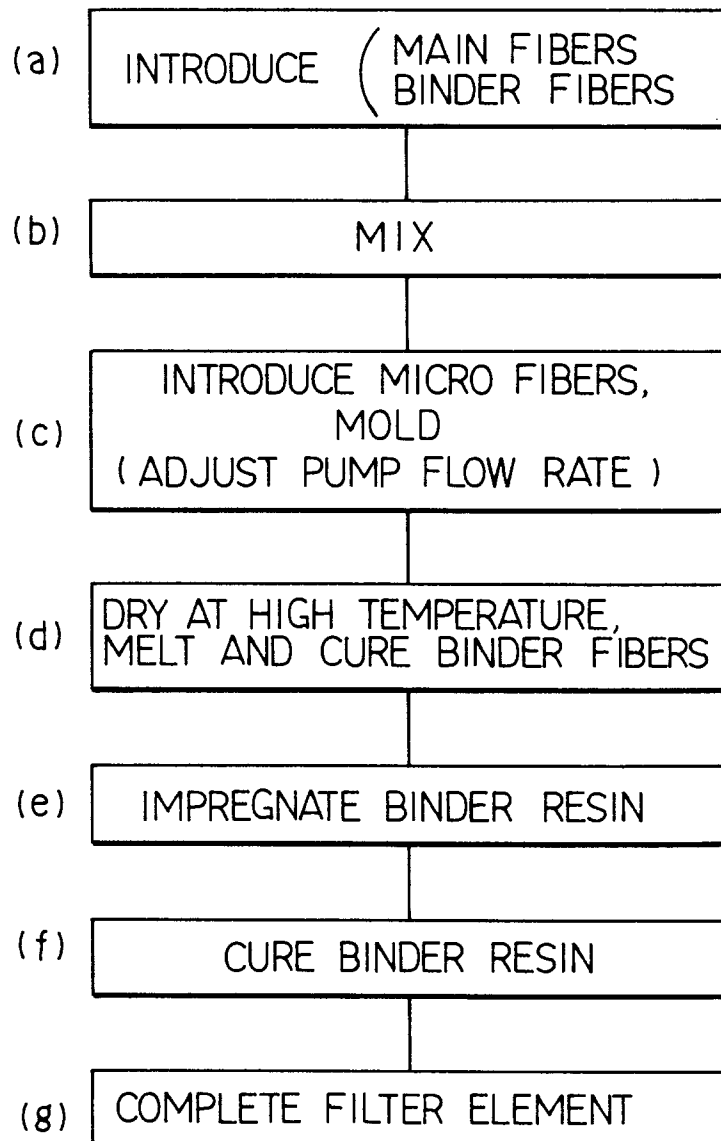 (a) INTRODUCE ( MAIN FIBERS
BINDER FIBERS
(b) MIX
(c) INTRODUCE MICRO FIBERS,
MOLD
( ADJUST PUMP FLOW RATE )
(d) DRY AT HIGH TEMPERATURE,
MELT AND CURE BINDER FIBERS
(e) IMPREGNATE BINDER RESIN
(f) CURE BINDER RESIN
(g) COMPLETE FILTER ELEMENT